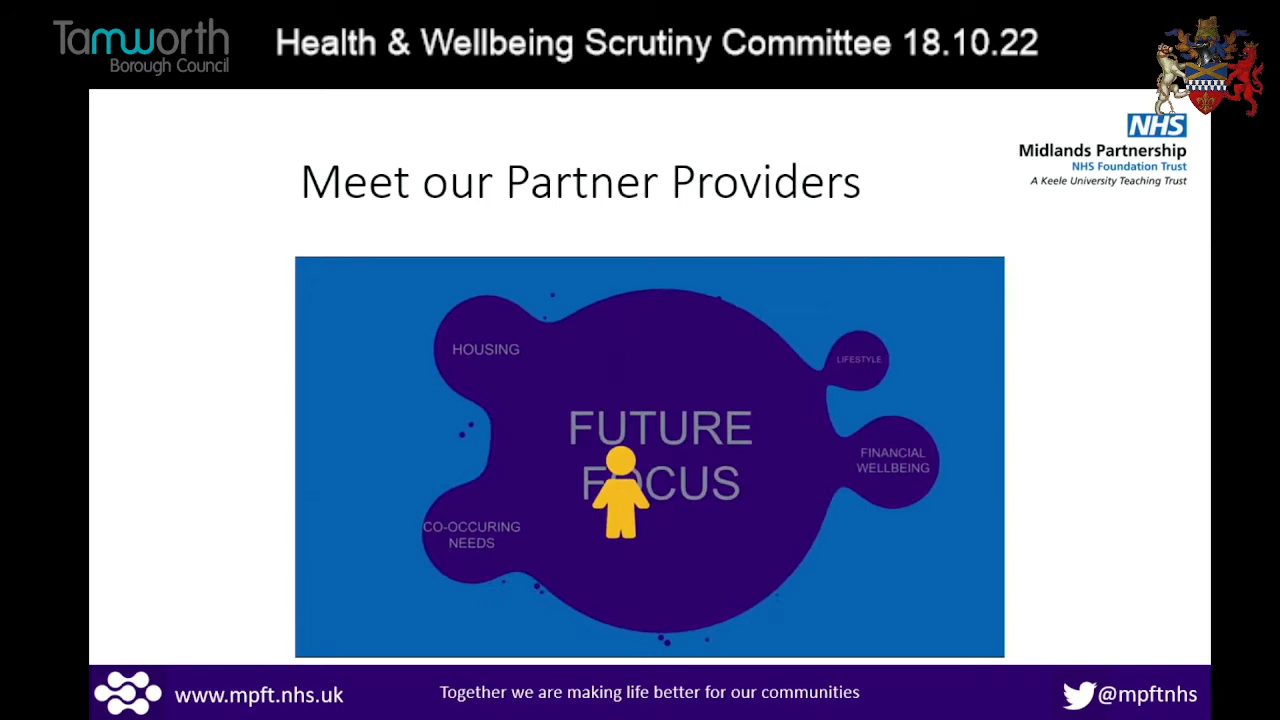 Tamworth
Borough Council
Health & Wellbeing Scrutiny Committee 18.10.22
NHS
Midlands Partnership
NHS Foundation Trust
A Keele University Teaching Trust
Meet our Partner Providers
HOUSING
LIFESTYLE
FUTURE
FOCUS
FINANCIAL
WELLBEING
CO-OCCURING
NEEDS
www.mpft.nhs.uk
Together we are making life better for our communities
@mpftnhs